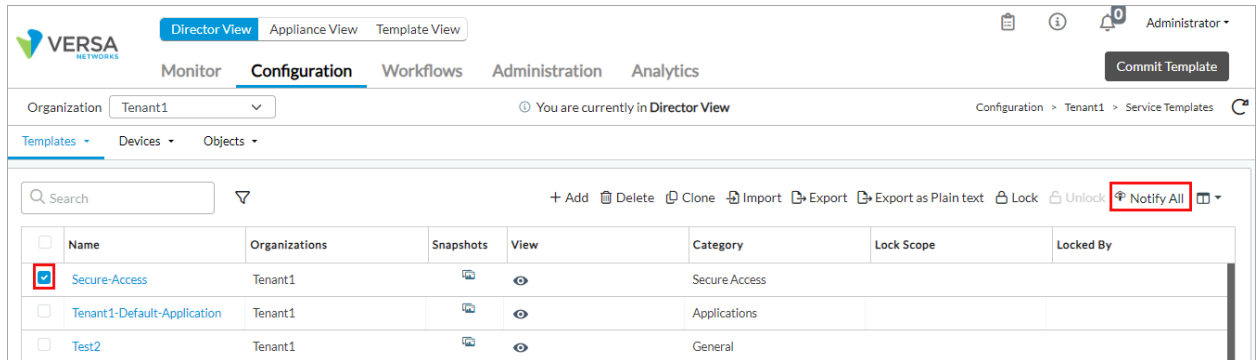 VERSA
NETWORKS
Director View Appliance View Template View
0
Administrator
Monitor Configuration Workflows Administration Analytics
Commit Template
Organization Tenant1 You are currently in Director View Configuration > Tenant1 > Service Templates
Templates Devices Objects
Search + Add Delete Clone Import Export Export as Plain text Lock Unlock Notify All
Name Organizations Snapshots View Category Lock Scope Locked By
Secure-Access Tenant1 Secure Access
Tenant1-Default-Application Tenant1 Applications
Test2 Tenant1 General